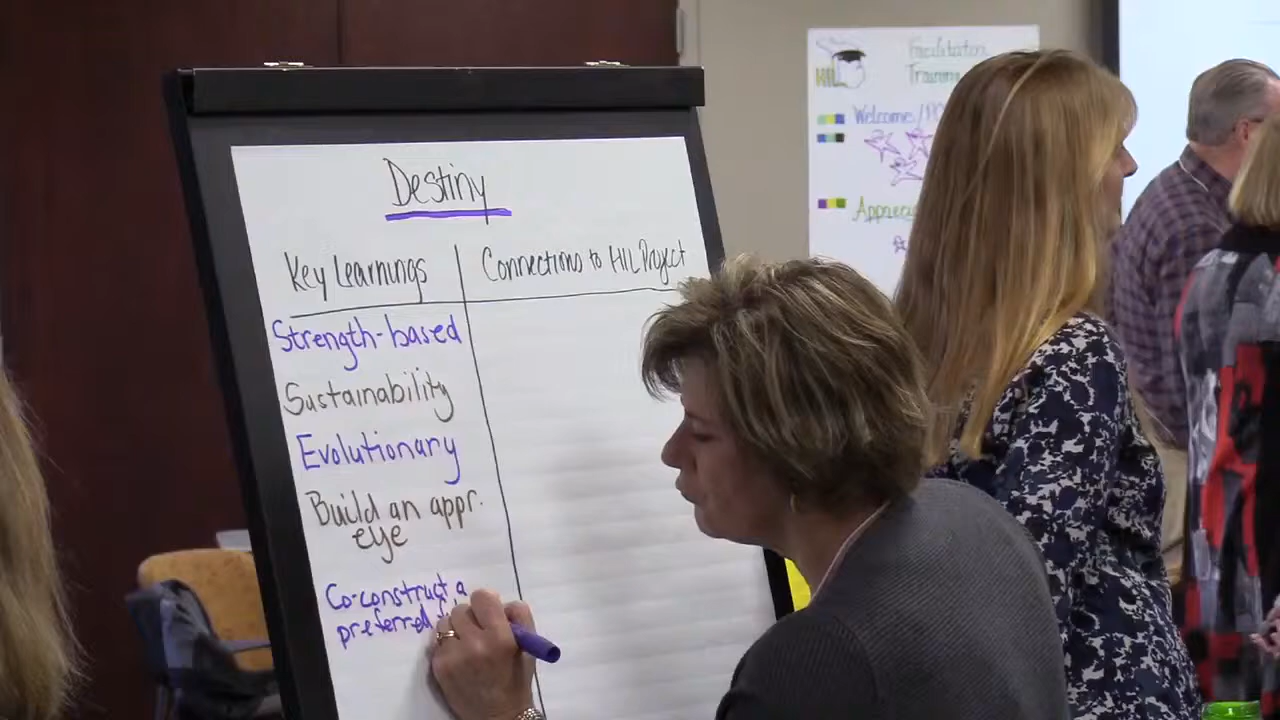 Destiny
Key Learnings
Connections to HIL Project
Strength-based
Sustainability
Evolutionary
Build an appr.
eye
Co-construct a
preferred
HIL
Facilitator
Training
Welcome/